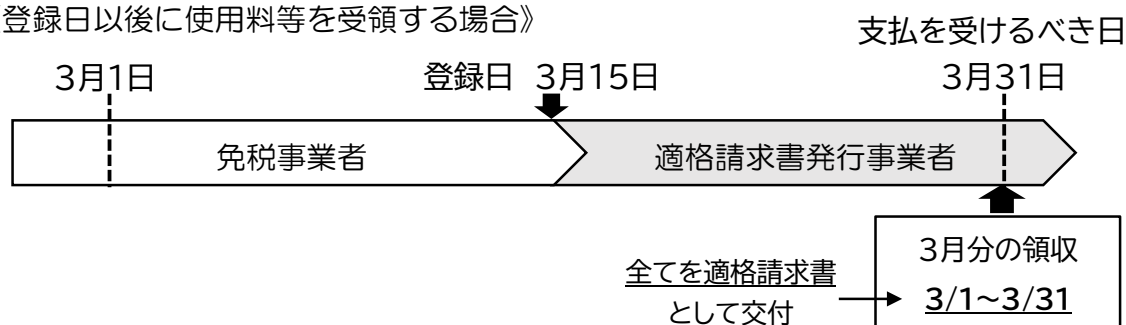 登録日以後に使用料等を受領する場合》
支払を受けるべき日
3月1日
登録日 3月15日
3月31日
免税事業者
適格請求書発行事業者
3月分の領収
3/1~3/31
全てを適格請求書
として交付